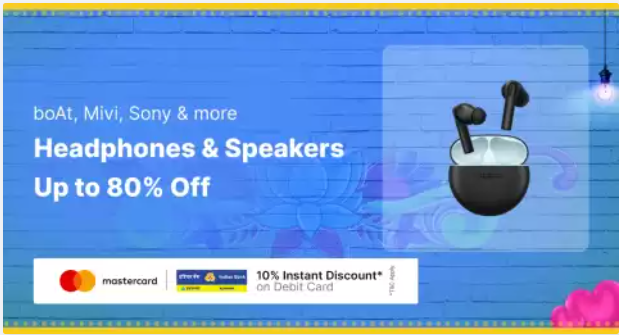 boAt, Mivi, Sony & more
Headphones & Speakers
Up to 80% Off
mastercard
Indian Bank
10% Instant Discount*
on Debit Card
*T&C Apply